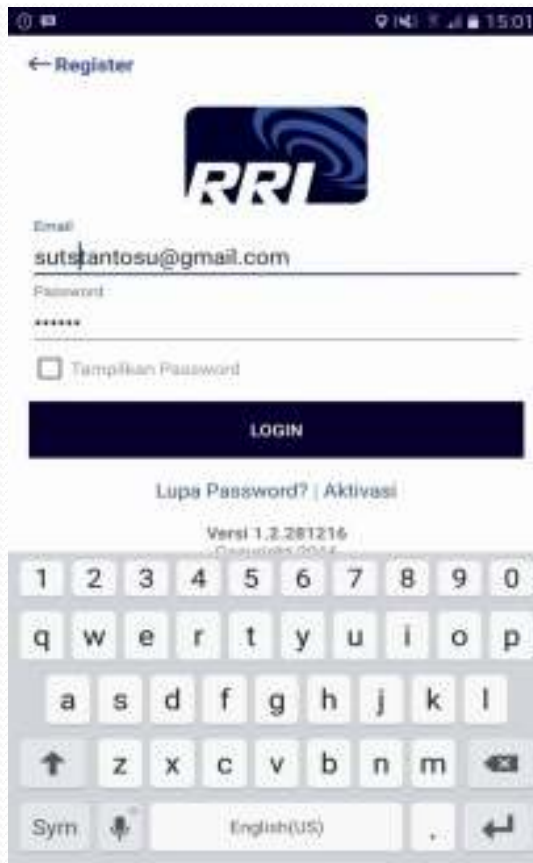 15:01
←Register
RRI
Email
sutstantosu@gmail.com
Password
••••••
Tampilkan Password
LOGIN
Lupa Password? | Aktivasi
Versi 1.2.281216
1 2 3 4 5 6 7 8 9 0
q w e r t y u i o p
a s d f g h j k l
z x c v b n m
Sym English(US) .